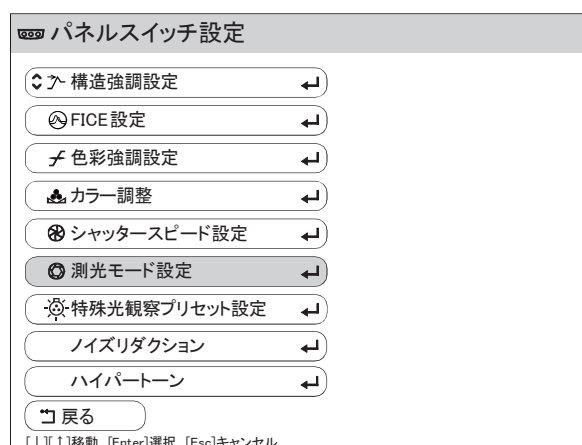 パネルスイッチ設定
構造強調設定
FICE設定
色彩強調設定
カラー調整
シャッタースピード設定
測光モード設定
特殊光観察プリセット設定
ノイズリダクション
ハイパートーン
戻る
[↓][↑]移動 [Enter]選択 [Esc]キャンセル